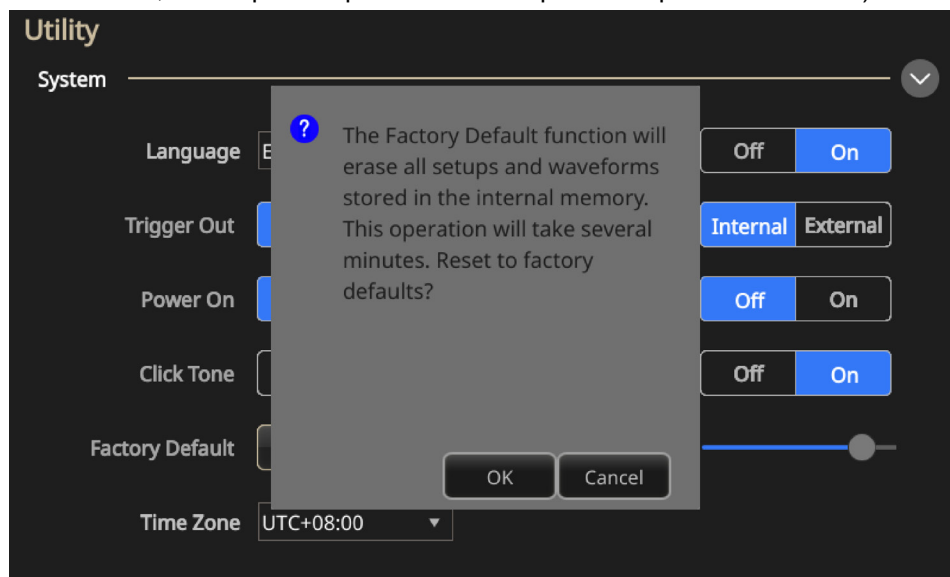 Utility
System
Language E
Off On
The Factory Default function will
erase all setups and waveforms
stored in the internal memory.
This operation will take several
minutes. Reset to factory
defaults?
Trigger Out
Internal External
Power On
Off On
Click Tone
Off On
Factory Default
OK Cancel
Time Zone UTC+08:00